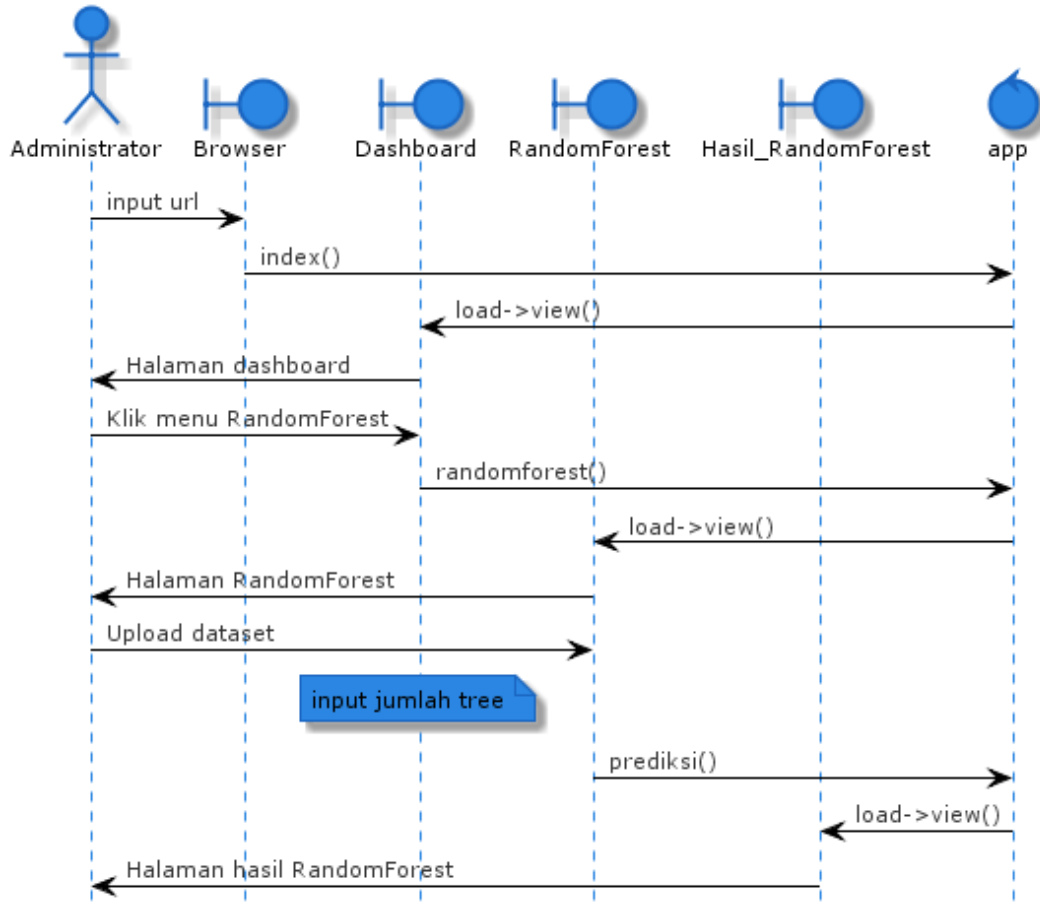 Administrator
Browser
Dashboard
RandomForest
Hasil_RandomForest
app
input url
index()
load->view()
Halaman dashboard
Klik menu RandomForest
randomforest()
load->view()
Halaman RandomForest
Upload dataset
input jumlah tree
prediksi()
load->view()
Halaman hasil RandomForest